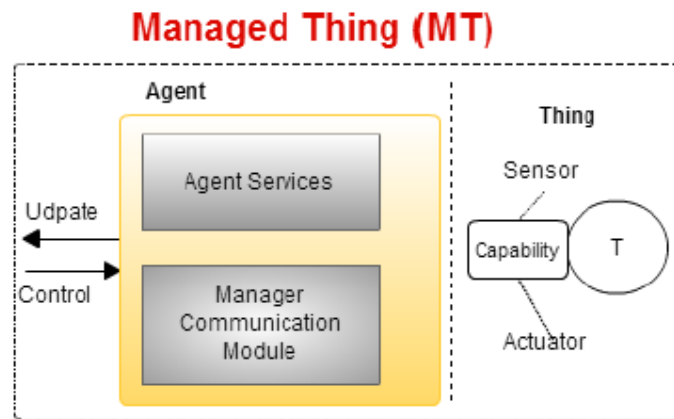 Managed Thing (MT)
Agent
Agent Services
Udpate
Control
Manager
Communication
Module
Thing
Sensor
Capability
T
Actuator